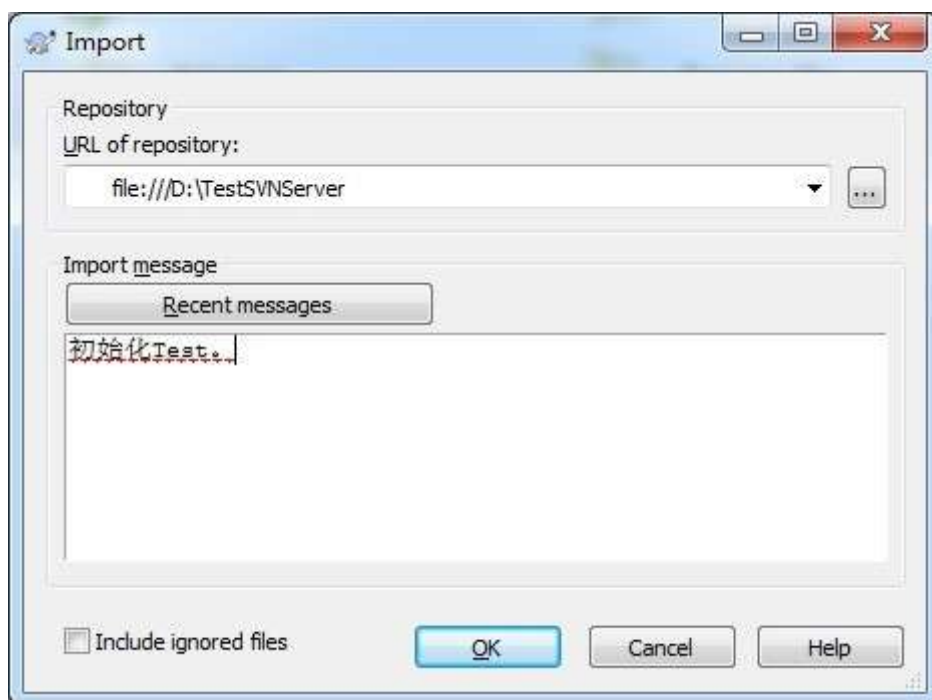 Import
Repository
URL of repository:
file:///D:\TestSVNServer
...
Import message
Recent messages
初始化Test。
Include ignored files
OK
Cancel
Help